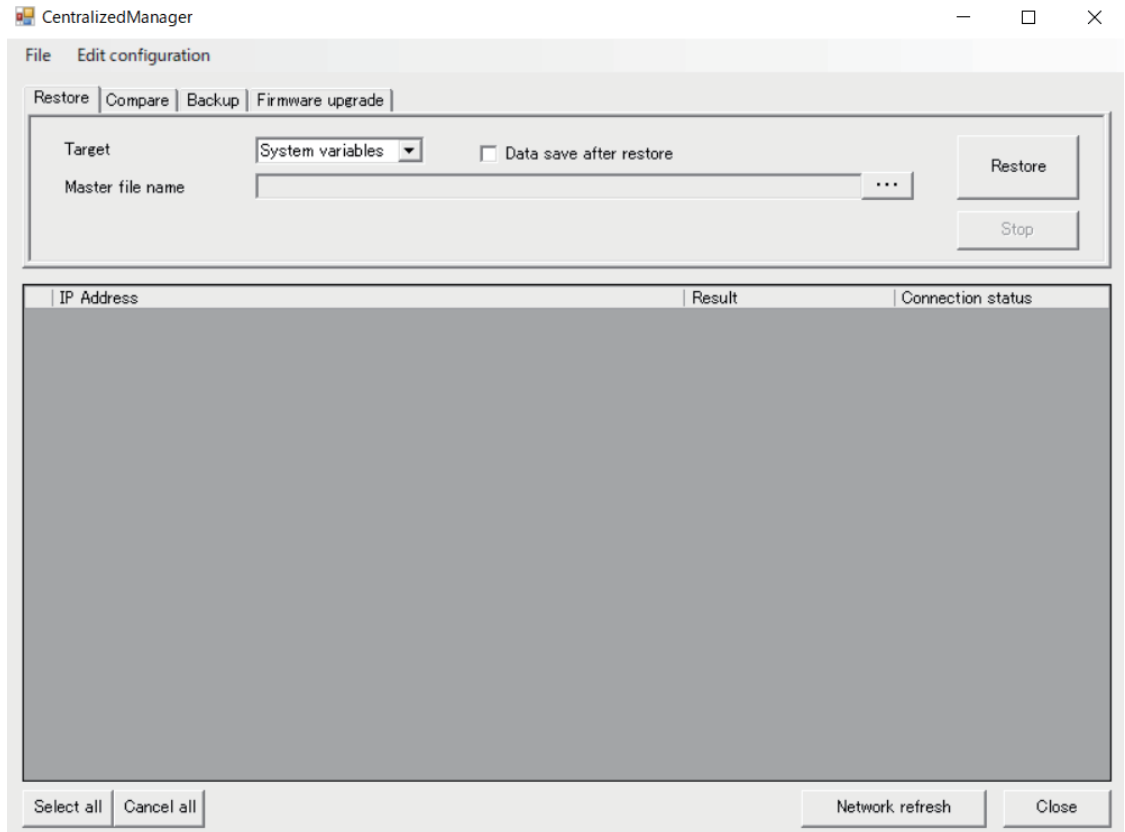 CentralizedManager
File Edit configuration
Restore Compare Backup Firmware upgrade
Target System variables Data save after restore Restore
Master file name ...
Stop
IP Address Result Connection status
Select all Cancel all Network refresh Close